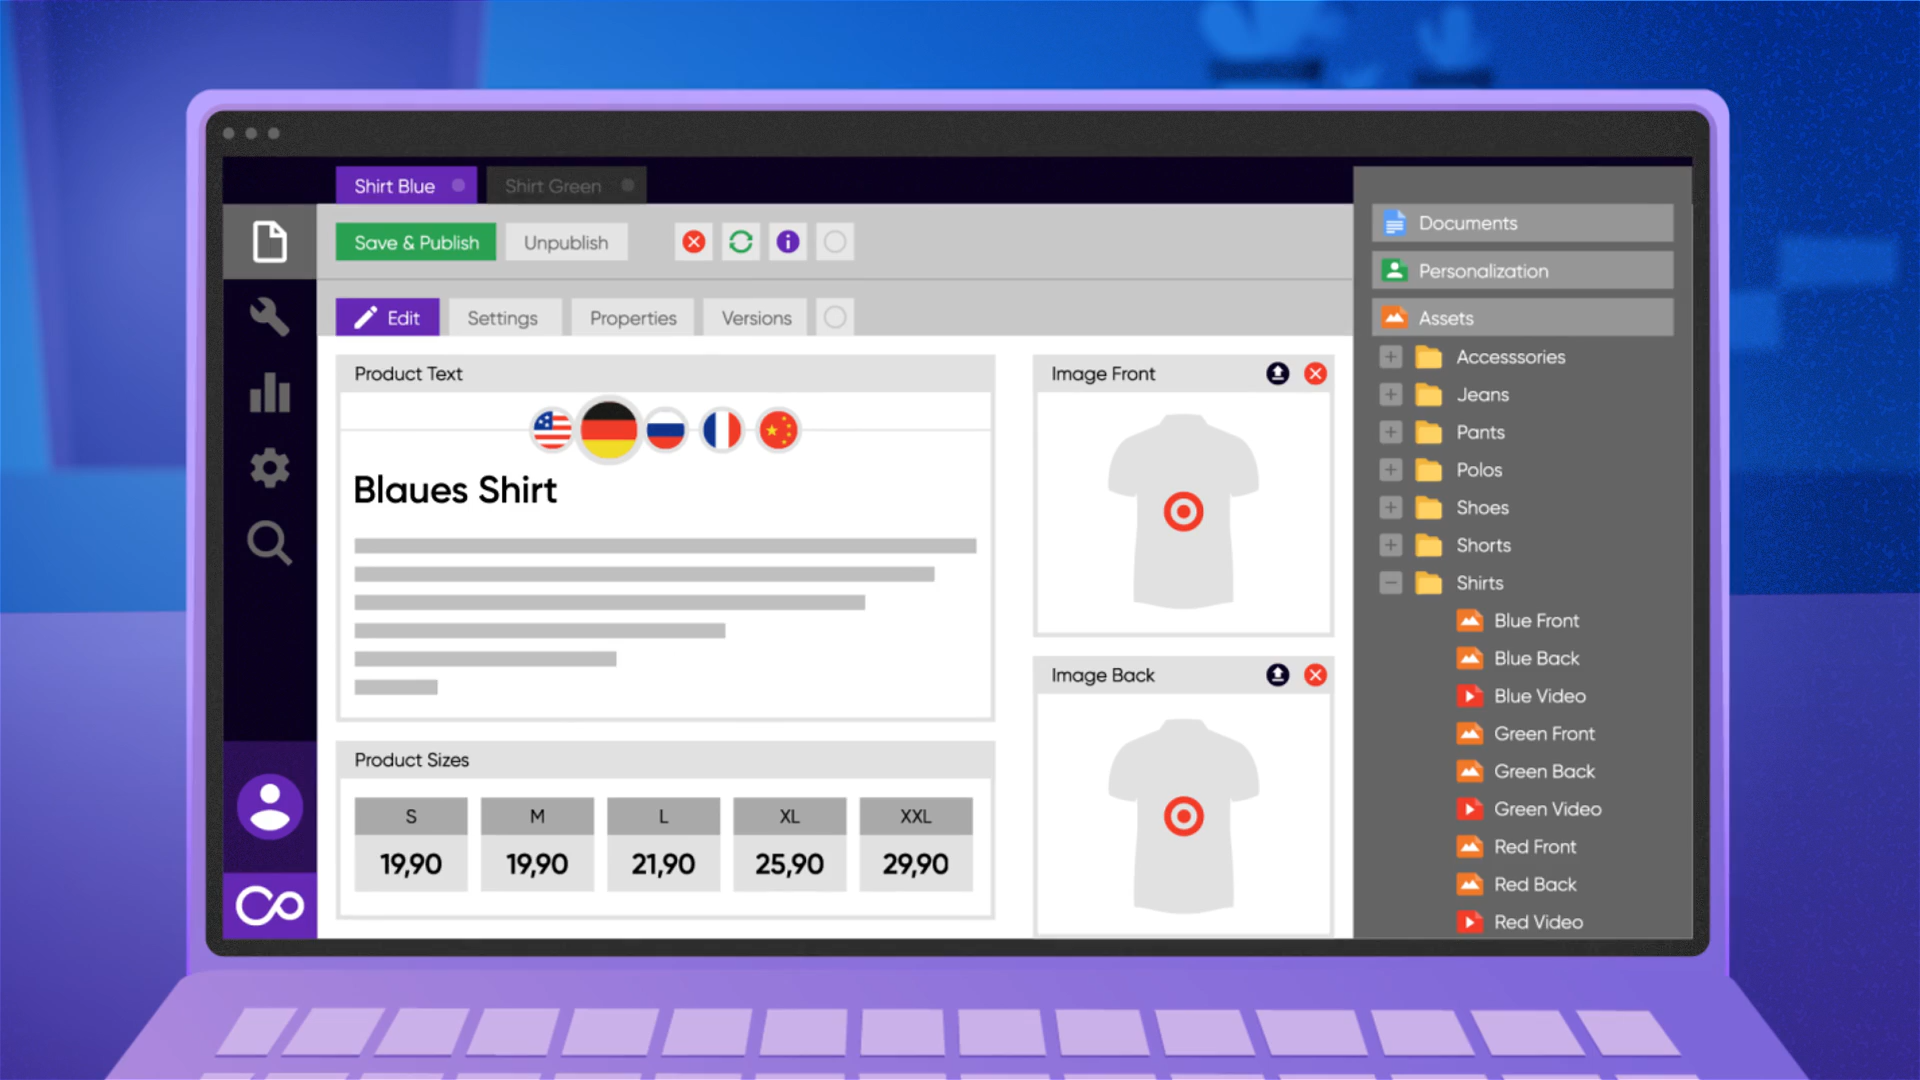 Shirt Blue
Shirt Green
Save & Publish
Unpublish
Edit
Settings
Properties
Versions
Product Text
Blaues Shirt
Product Sizes
S M L XL XXL
19,90 19,90 21,90 25,90 29,90
Image Front
Image Back
Documents
Personalization
Assets
Accesssories
Jeans
Pants
Polos
Shoes
Shorts
Shirts
Blue Front
Blue Back
Blue Video
Green Front
Green Back
Green Video
Red Front
Red Back
Red Video